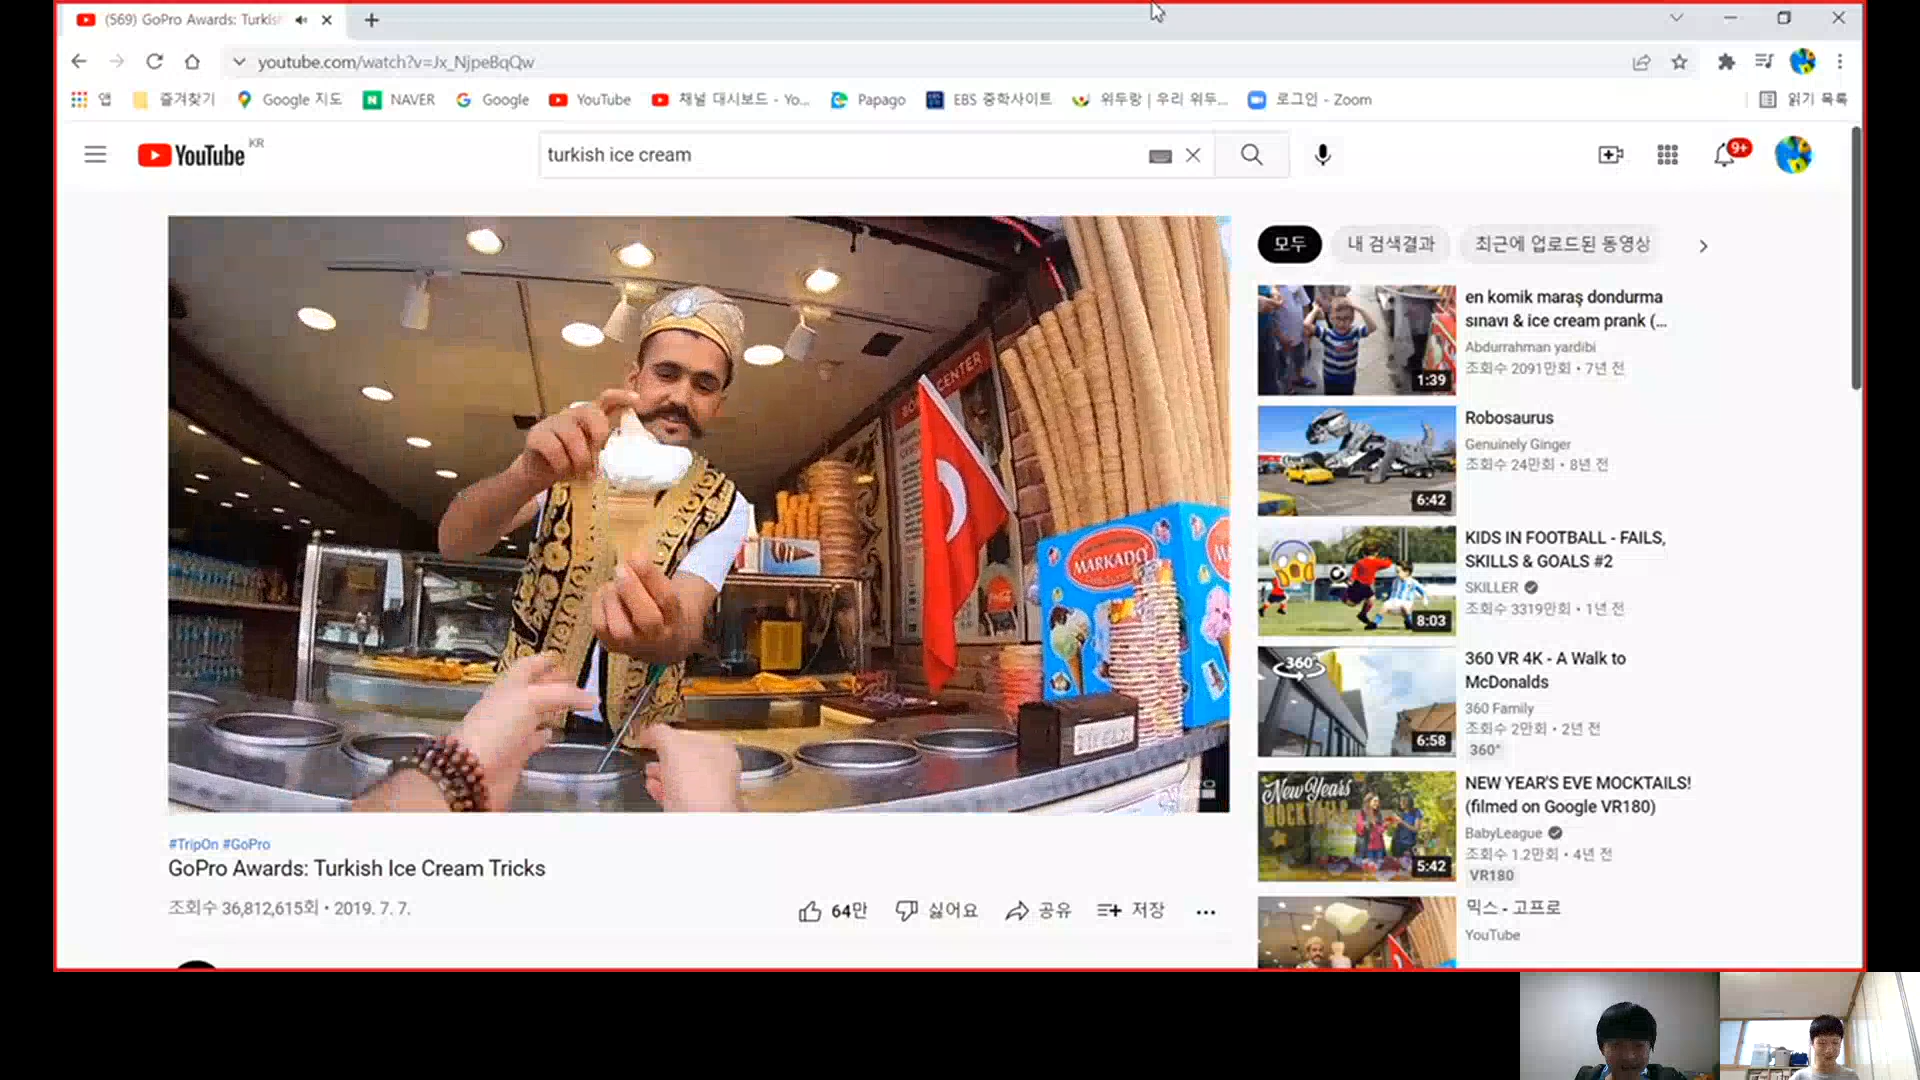 (569) GoPro Awards: Turkis
youtube.com/watch?v=Jx_NjpeBqQw
앱
즐겨찾기
Google 지도
NAVER
Google
YouTube
채널 대시보드 - Yo...
Papago
EBS 중학사이트
위두랑 | 우리 위두...
로그인 - Zoom
읽기 목록
YouTube KR
turkish ice cream
9+
모두
내 검색결과
최근에 업로드된 동영상
CENTER
MARKADO
en komik maraş dondurma
sınavı & ice cream prank (...
Abdurrahman yardibi
조회수 2091만회 • 7년 전
1:39
Robosaurus
Genuinely Ginger
조회수 24만회 • 8년 전
6:42
KIDS IN FOOTBALL - FAILS,
SKILLS & GOALS #2
SKILLER
조회수 3319만회 • 1년 전
8:03
360°
360 VR 4K - A Walk to
McDonalds
360 Family
조회수 2만회 • 2년 전
360°
6:58
New Years
MOCKTAILS
NEW YEAR'S EVE MOCKTAILS!
(filmed on Google VR180)
BabyLeague
조회수 1.2만회 • 4년 전
VR180
5:42
믹스 - 고프로
YouTube
#TripOn #GoPro
GoPro Awards: Turkish Ice Cream Tricks
조회수 36,812,615회 • 2019. 7. 7.
64만
싫어요
공유
저장